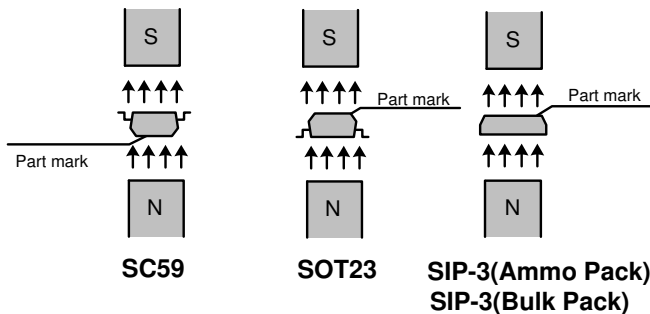 S
S
S
Part mark
Part mark
Part mark
N
N
N
SC59
SOT23
SIP-3(Ammo Pack)
SIP-3(Bulk Pack)